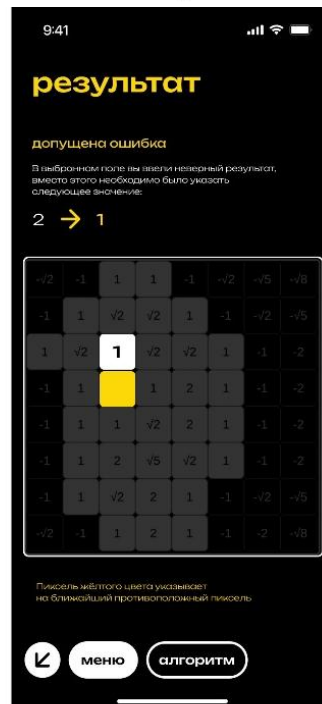 9:41
результат
допущена ошибка
В выбранном поле вы ввели неверный результат,
вместо этого необходимо было указать
следующее значение:
2 → 1
-√2 -1 1 1 -1 -√2 -√5 -√8
-1 1 √2 √2 1 -1 -√2 -√5
1 √2 1 √2 √2 1 -1 -2
-1 1 1 2 1 -1 -2
-1 1 1 √2 2 1 -1 -2
-1 1 2 √5 √2 1 -1 -2
-1 1 √2 2 1 -1 -√2 -√5
-√2 -1 1 2 1 -1 -2 -√8
Пиксель жёлтого цвета указывает
на ближайший противоположный пиксель
меню алгоритм